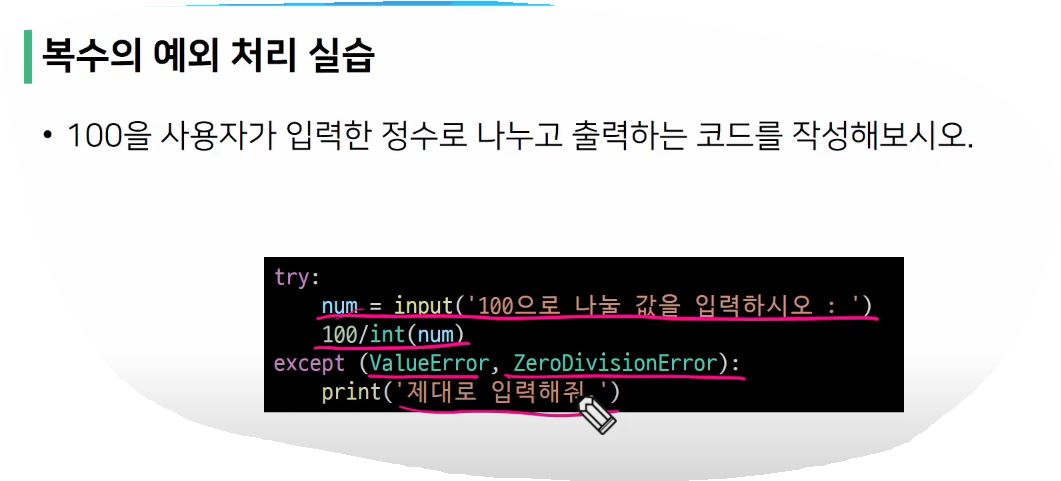 복수의 예외 처리 실습
• 100을 사용자가 입력한 정수로 나누고 출력하는 코드를 작성해보시오.
try:
    num = input('100으로 나눌 값을 입력하시오 : ')
    100/int(num)
except (ValueError, ZeroDivisionError):
    print('제대로 입력해줘.')